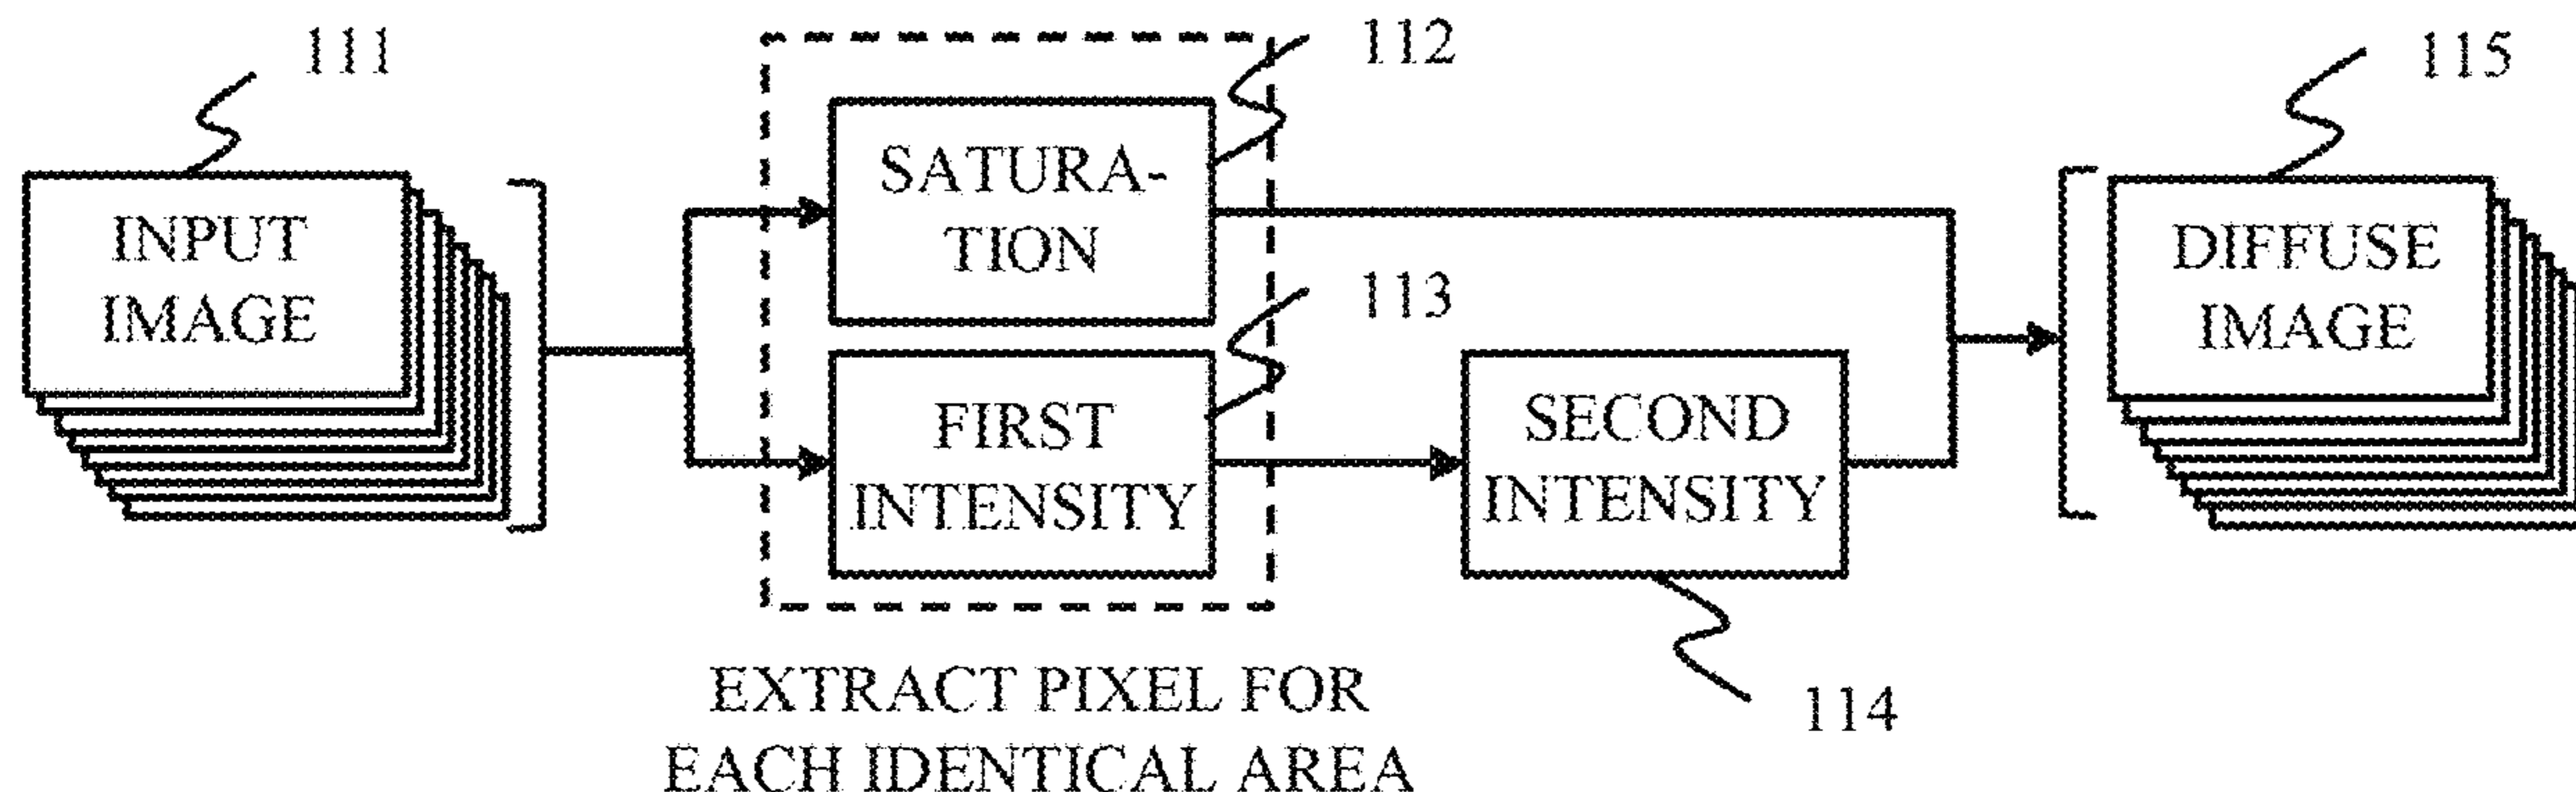 111
112
115
INPUT
IMAGE
SATURA-
TION
113
DIFFUSE
IMAGE
FIRST
INTENSITY
SECOND
INTENSITY
114
EXTRACT PIXEL FOR
EACH IDENTICAL AREA